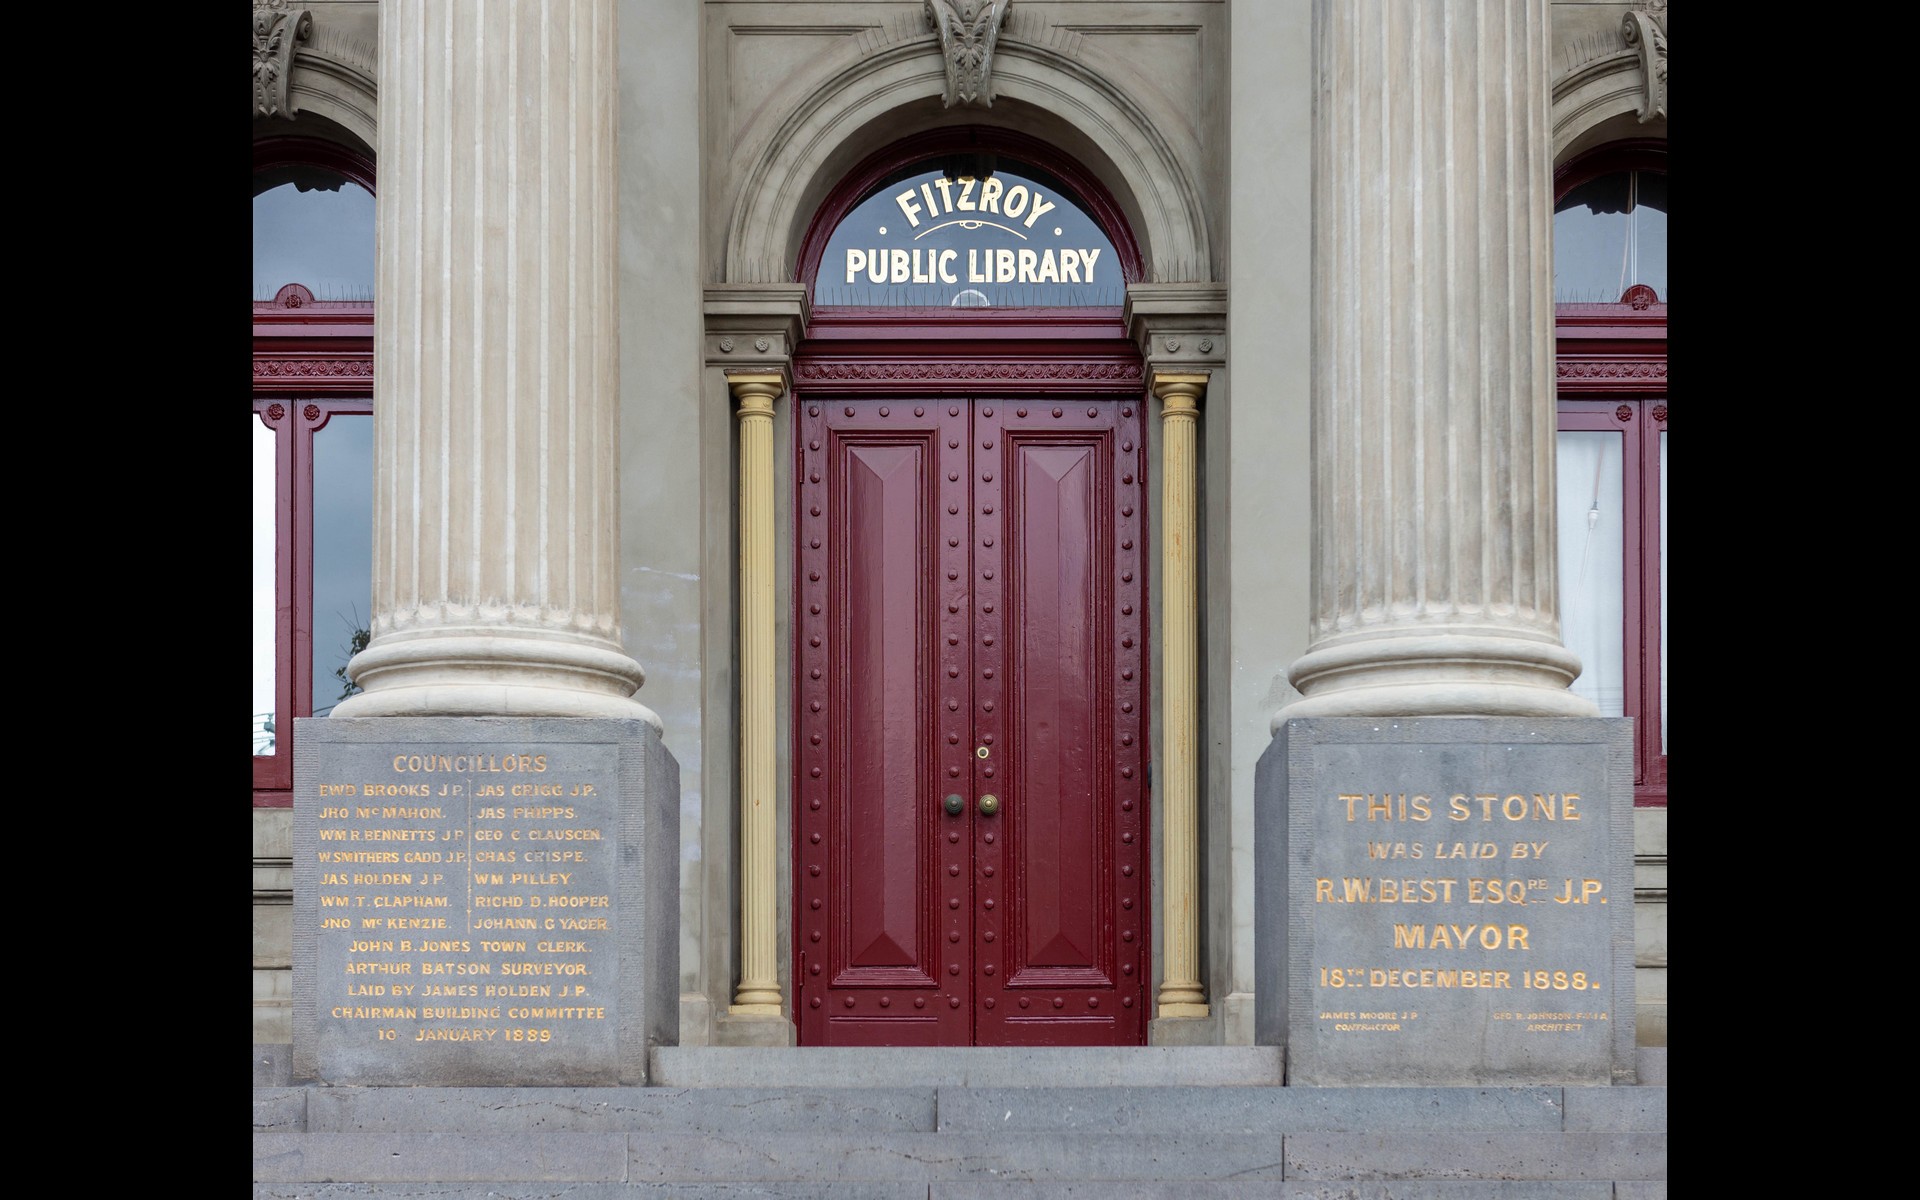 FITZROY
PUBLIC LIBRARY
COUNCILLORS
EWD BROOKS J.P. JAS GRIGG J.P.
JNO McMAHON. JAS PHIPPS.
WM R. BENNETTS J.P. GEO C. CLAUSCEN.
W. SMITHERS GADD J.P. CHAS CRISPE.
JAS HOLDEN J.P. WM PILLEY.
WM. T. CLAPHAM. RICHD D. HOOPER
JNO McKENZIE. JOHANN. G YAGER.
JOHN B. JONES TOWN CLERK.
ARTHUR BATSON SURVEYOR.
LAID BY JAMES HOLDEN J.P.
CHAIRMAN BUILDING COMMITTEE
10 JANUARY 1889
THIS STONE
WAS LAID BY
R.W. BEST ESQRE J.P.
MAYOR
18TH DECEMBER 1888.
JAMES MOORE J.P. GEO R. JOHNSON
CONTRACTOR ARCHITECT